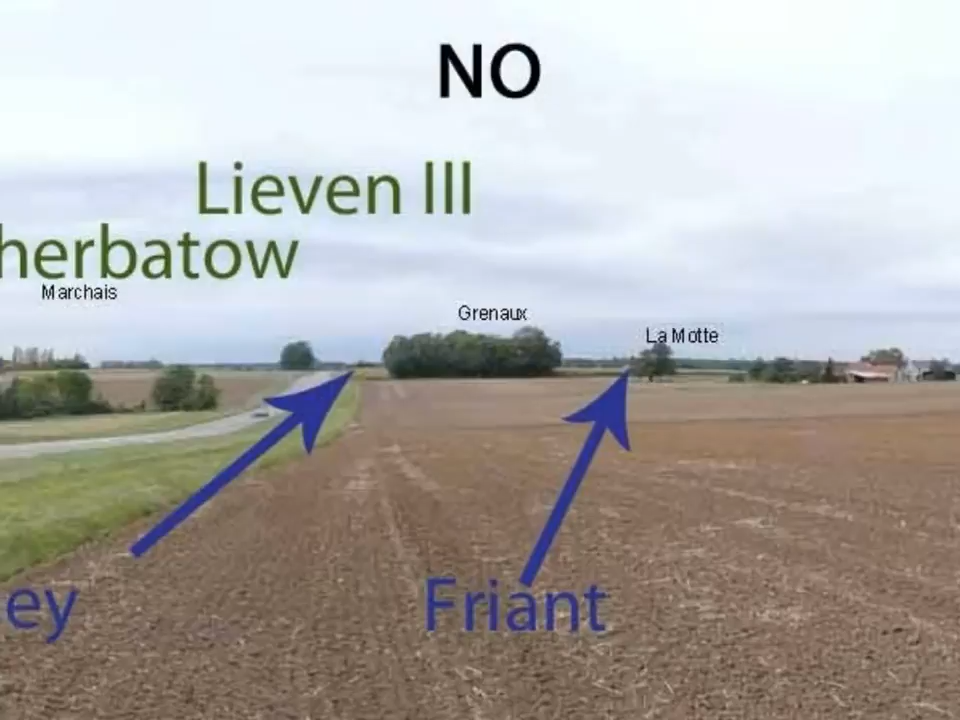 NO
Lieven III
herbatow
Marchais
Grenaux
La Motte
ey
Friant